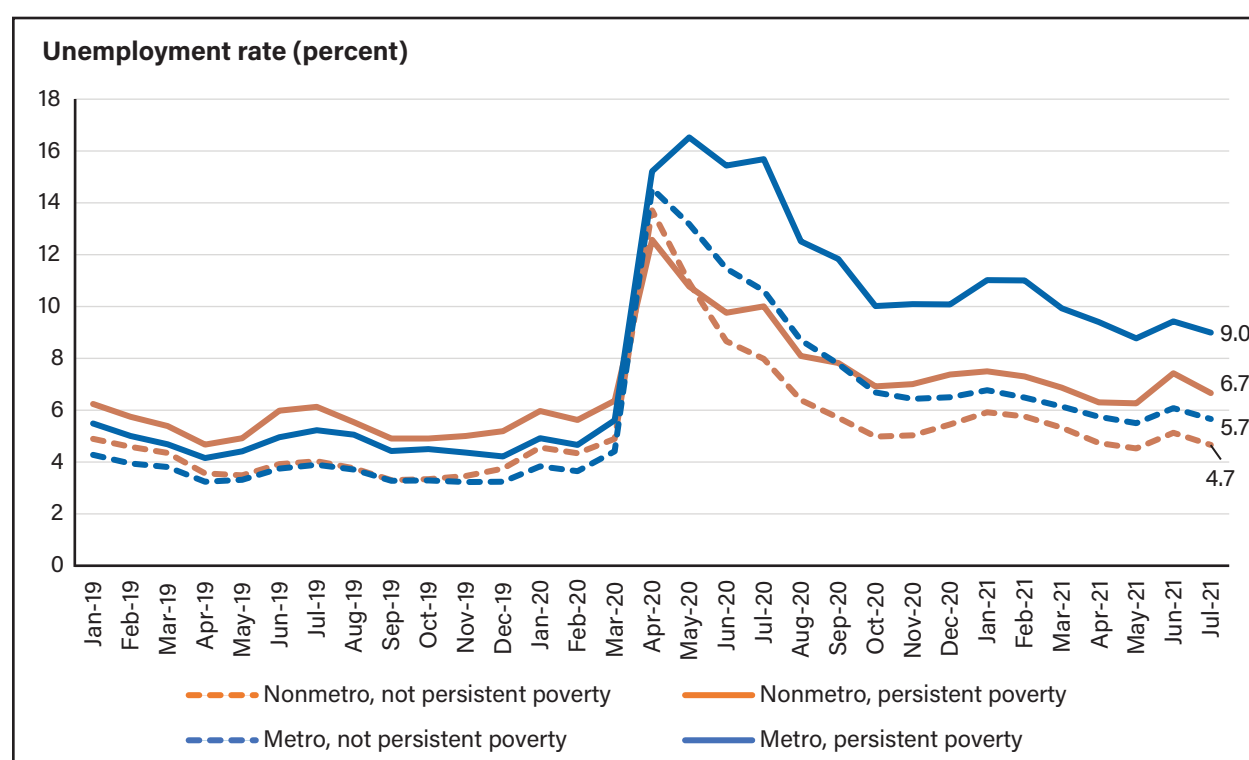 Unemployment rate (percent)
18
16
14
12
10
8
6
4
2
0
9.0
6.7
5.7
4.7
Jan-19
Feb-19
Mar-19
Apr-19
May-19
Jun-19
Jul-19
Aug-19
Sep-19
Oct-19
Nov-19
Dec-19
Jan-20
Feb-20
Mar-20
Apr-20
May-20
Jun-20
Jul-20
Aug-20
Sep-20
Oct-20
Nov-20
Dec-20
Jan-21
Feb-21
Mar-21
Apr-21
May-21
Jun-21
Jul-21
Nonmetro, not persistent poverty
Nonmetro, persistent poverty
Metro, not persistent poverty
Metro, persistent poverty